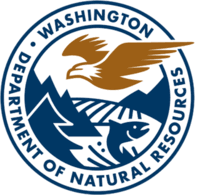 • WASHINGTON •
DEPARTMENT OF NATURAL RESOURCES